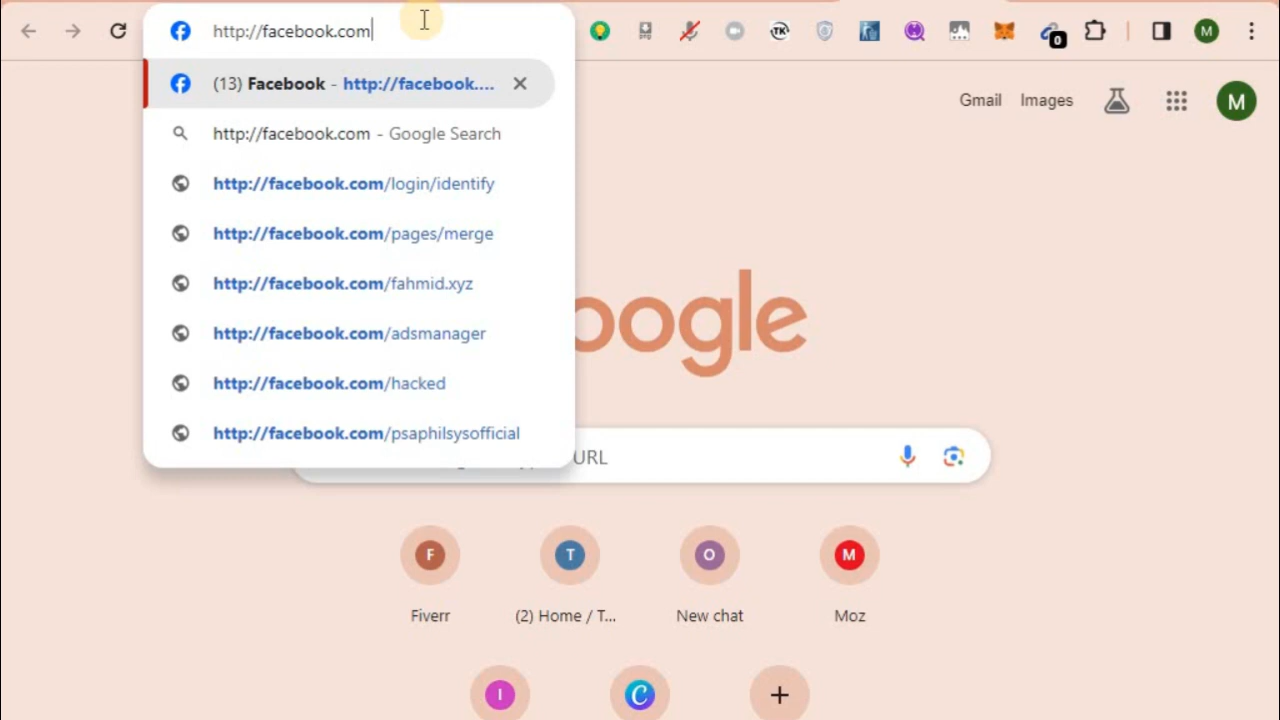 http://facebook.com
(13) Facebook - http://facebook....
http://facebook.com - Google Search
http://facebook.com/login/identify
http://facebook.com/pages/merge
http://facebook.com/fahmid.xyz
http://facebook.com/adsmanager
http://facebook.com/hacked
http://facebook.com/psaphilsysofficial
TK
0
M
Gmail Images
M
oogle
URL
F
T
O
M
Fiverr
(2) Home / T...
New chat
Moz
I
C